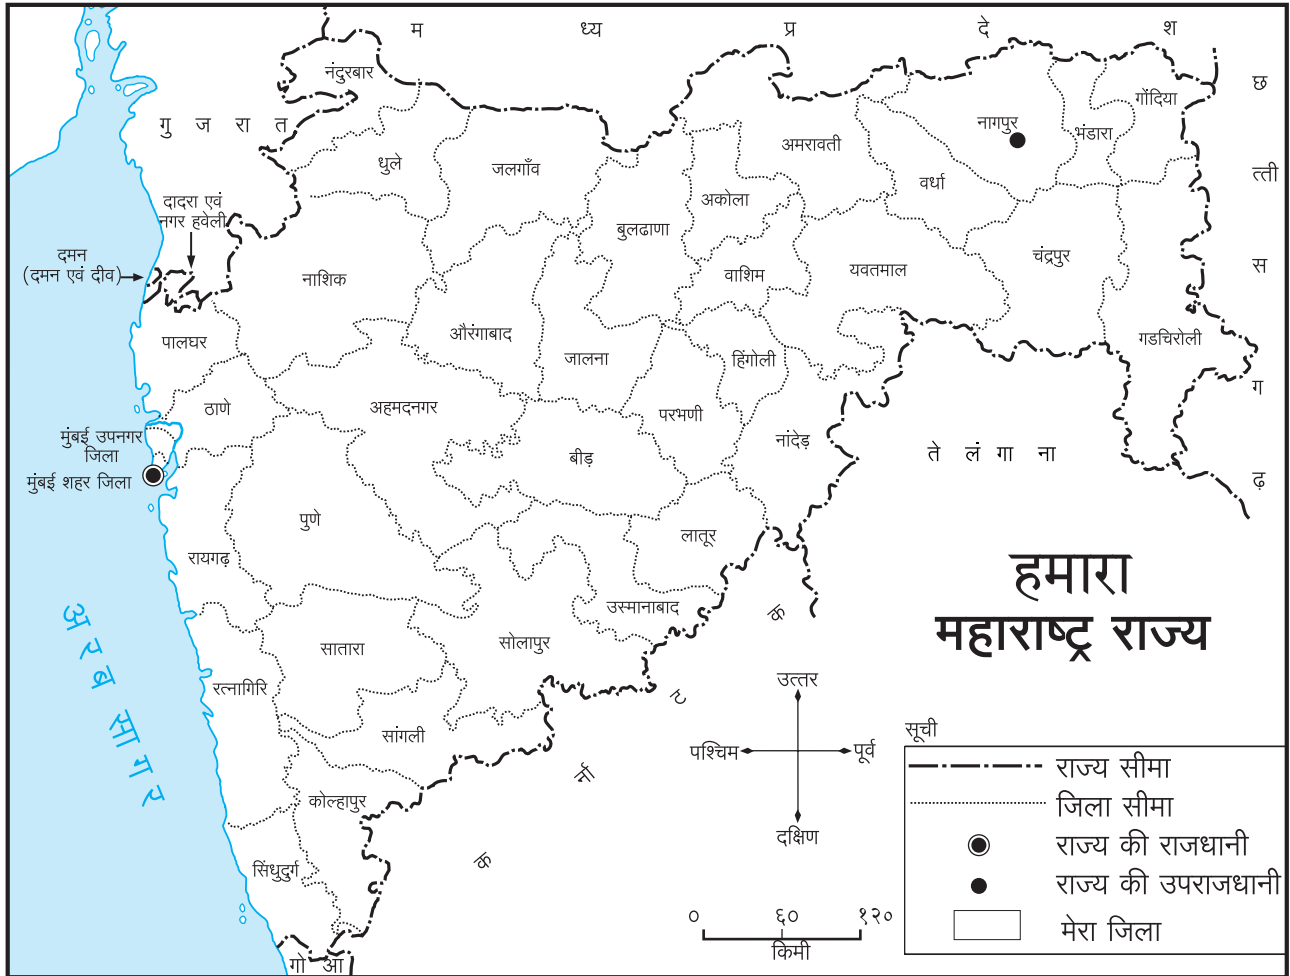 म ध्य प्र दे श
नंदुरबार
छ त्ती स ग ढ़
गोंदिया
गु ज रा त
नागपुर
भंडारा
अमरावती
धुले
जलगाँव
वर्धा
अकोला
दादरा एवं
नगर हवेली
बुलढाणा
दमन
(दमन एवं दीव)
नाशिक
वाशिम
यवतमाल
चंद्रपुर
पालघर
औरंगाबाद
जालना
हिंगोली
गडचिरोली
ठाणे
अहमदनगर
परभणी
मुंबई उपनगर
जिला
नांदेड़
बीड़
ते लं गा ना
मुंबई शहर जिला
पुणे
लातूर
रायगढ़
उस्मानाबाद
हमारा
महाराष्ट्र राज्य
अ र ब सा ग र
सातारा
सोलापुर
रत्नागिरि
सांगली
क र्ना ट क
कोल्हापुर
सिंधुदुर्ग
गो आ
उत्तर
पश्चिम
पूर्व
दक्षिण
० ६० १२०
किमी
सूची
राज्य सीमा
जिला सीमा
राज्य की राजधानी
राज्य की उपराजधानी
मेरा जिला